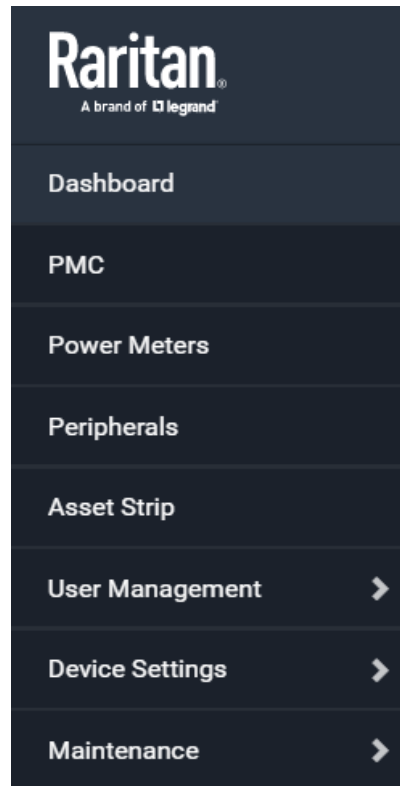 Raritan®
A brand of legrand®
Dashboard
PMC
Power Meters
Peripherals
Asset Strip
User Management
Device Settings
Maintenance